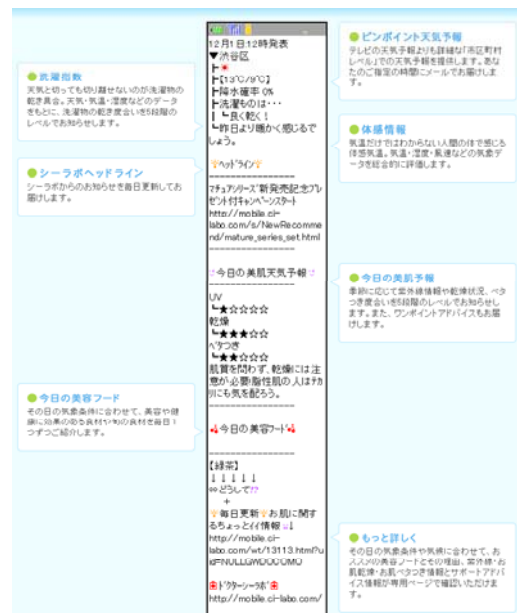 ● 洗濯指数
天気と切っても切り離せないのが洗濯物の
乾き具合。天気・気温・湿度などのデータ
をもとに、洗濯物の乾き度合いを5段階の
レベルでお知らせします。
● シーラボヘッドライン
シーラボからのお知らせを毎日更新してお
届けします。
● 今日の美容フード
その日の気象条件に合わせて、美容や健
康に効果のある食材や旬の食材を毎日1
つずつご紹介します。
12月1日12時発表
▼渋谷区
┣☀
┣[13℃/9℃]
┣降水確率 0%
┣洗濯ものは・・・
┃ ┗良く乾く!
┗昨日より暖かく感じるで
しょう。
ヘッドライン
----------------
マチュアシリーズ新発売記念プレ
ゼント付キャンペーンスタート
http://mobile.ci-
labo.com/s/NewRecomme
nd/mature_series_set.html
----------------
今日の美肌天気予報
----------------
UV
┗★☆☆☆☆
乾燥
┗★★★☆☆
ベタつき
┗★★☆☆☆
肌質を問わず、乾燥には注
意が必要!脂性肌の人はテカ
リにも気を配ろう。
----------------
今日の美容フード
----------------
【緑茶】
↓↓↓↓↓
⇔どうして!?
+
毎日更新 お肌に関す
るちょっとイイ情報 ↓
http://mobile.ci-
labo.com/wt/13113.html?u
id=NULLGWDOCOMO
ドクターシーラボ
http://mobile.ci-labo.com/
● ピンポイント天気予報
テレビの天気予報よりも詳細な「市区町村
レベル」での天気予報を提供します。あな
たのご指定の時間にメールでお届けしま
す。
● 体感情報
気温だけではわからない人間の体で感じる
体感気温。気温・湿度・風速などの気象デ
ータを総合的に評価します。
● 今日の美肌予報
季節に応じて紫外線情報や乾燥状況、ベタ
つき度合いを5段階のレベルでお知らせし
ます。また、ワンポイントアドバイスもお届
けします。
● もっと詳しく
その日の気象条件や気候に合わせて、お
ススメの美容フードとその理由、紫外線・お
肌乾燥・お肌ベタつき情報とサポートアドバ
イス情報が専用ページで確認いただけま
す。